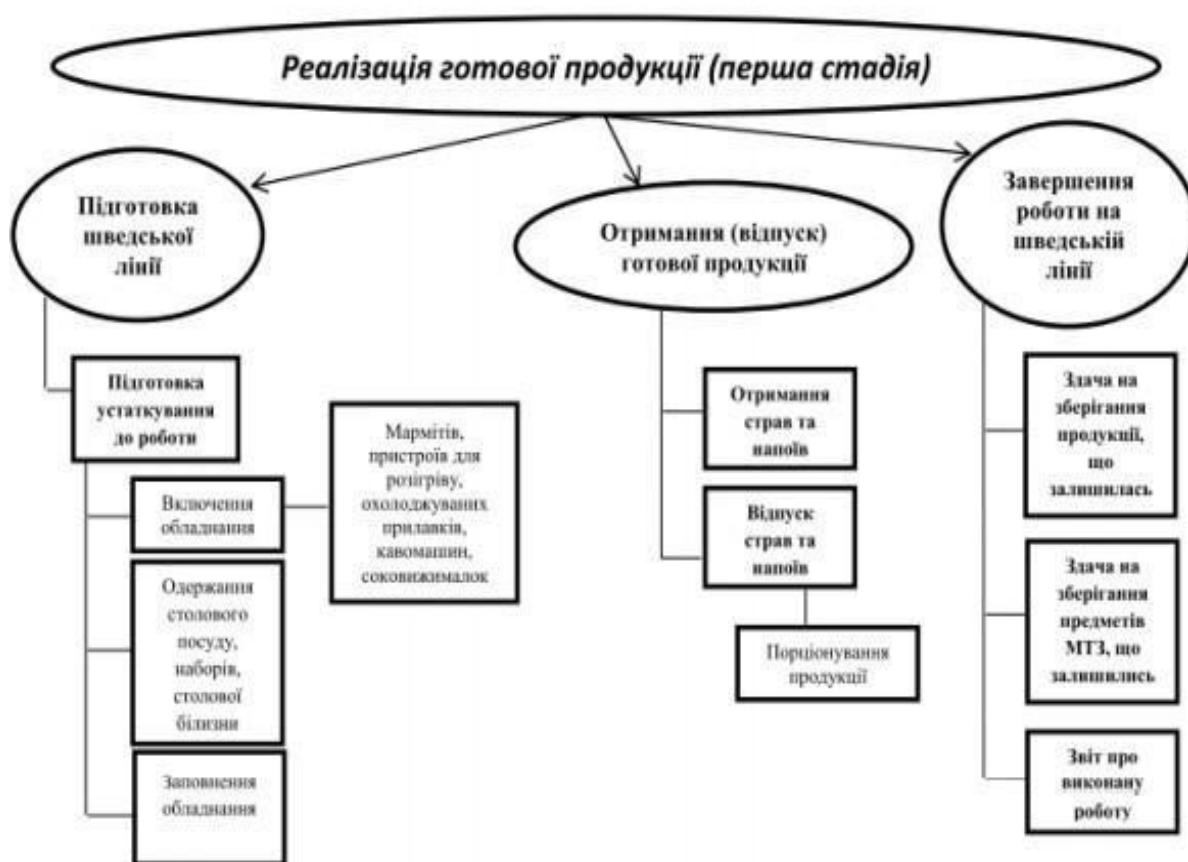 Реалізація готової продукції (перша стадія)
Підготовка
шведської
лінії
Отримання (відпуск)
готової продукції
Завершення
роботи на
шведській
лінії
Підготовка
устаткування
до роботи
Включення
обладнання
Мармітів,
пристроїв для
розігріву,
охолоджуваних
прилавків,
кавомашин,
соковижималок
Одержання
столового
посуду,
наборів,
столової
білизни
Заповнення
обладнання
Отримання
страв та
напоїв
Відпуск
страв та
напоїв
Порціонування
продукції
Здача на
зберігання
продукції,
що
залишилась
Здача на
зберігання
предметів
МТЗ, що
залишились
Звіт про
виконану
роботу